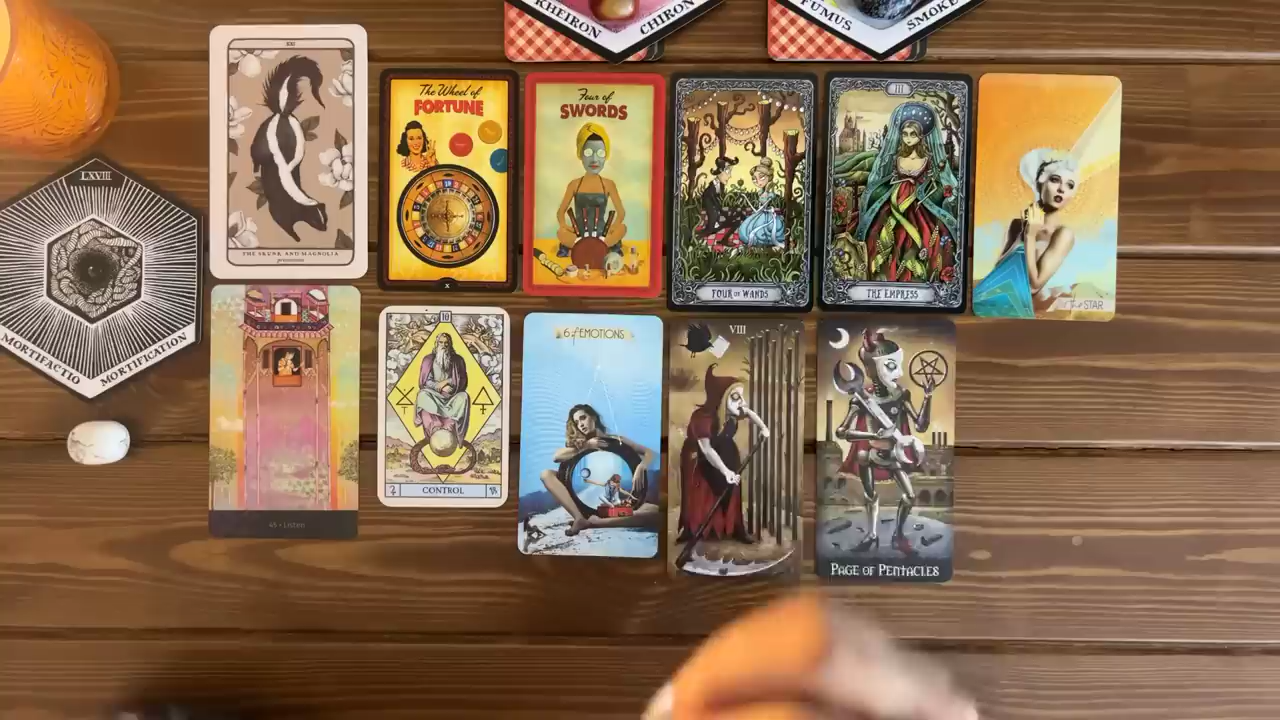 KHEIRON CHIRON
FUMUS SMOKE
XXI
THE SKUNK AND MAGNOLIA
The Wheel of
FORTUNE
X
Four of
SWORDS
FOUR OF WANDS
III
THE EMPRESS
the STAR
LXVIII
MORTIFACTIO MORTIFICATION
45 • Listen
10
CONTROL
6 of EMOTIONS
VIII
PAGE OF PENTACLES